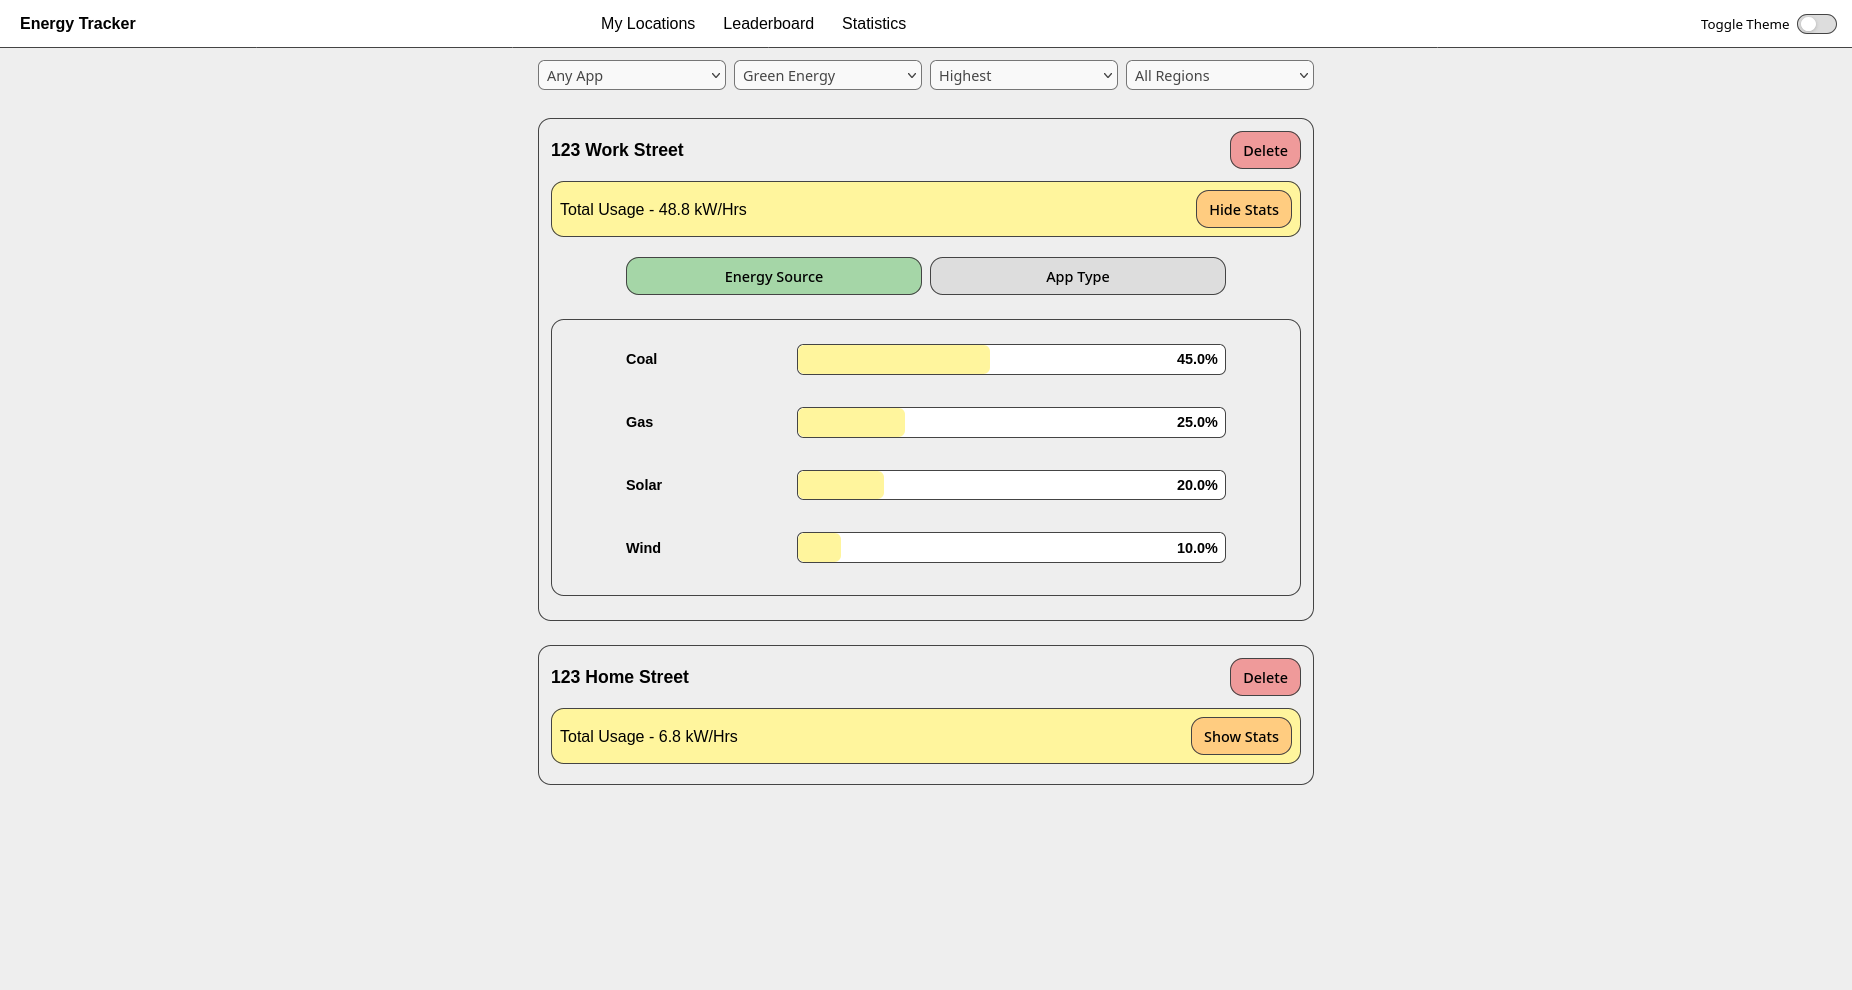 Energy Tracker My Locations Leaderboard Statistics Toggle Theme
Any App Green Energy Highest All Regions
123 Work Street Delete
Total Usage - 48.8 kW/Hrs Hide Stats
Energy Source App Type
Coal 45.0%
Gas 25.0%
Solar 20.0%
Wind 10.0%
123 Home Street Delete
Total Usage - 6.8 kW/Hrs Show Stats